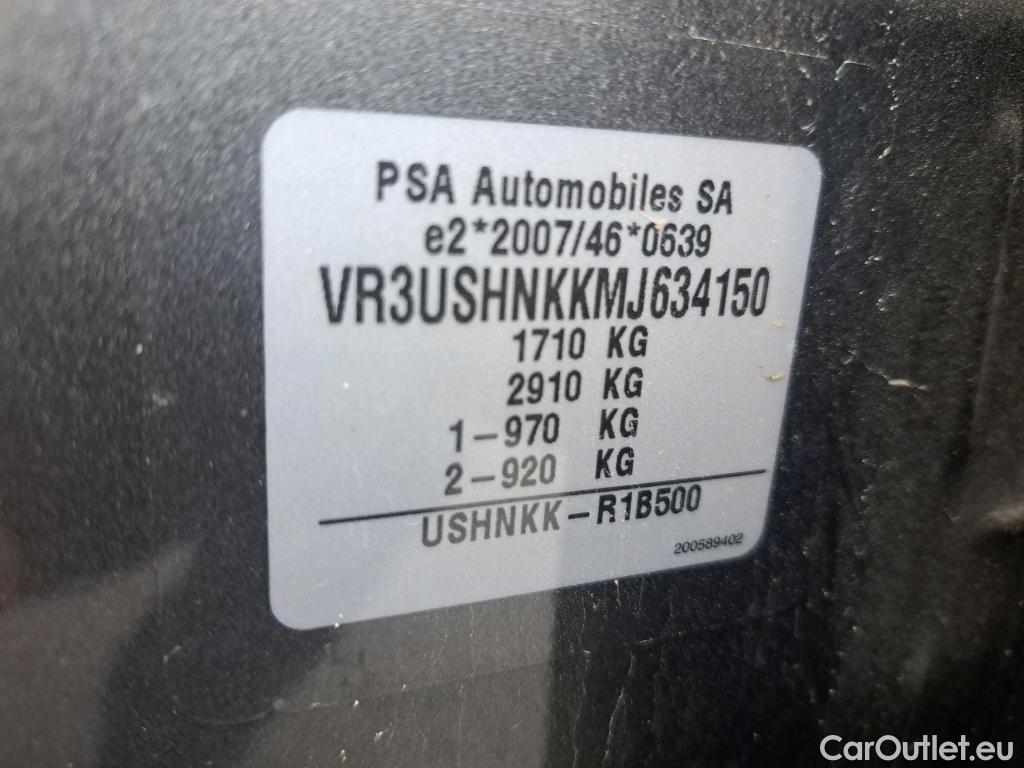 PSA Automobiles SA
e2*2007/46*0639
VR3USHNKKMJ634150
1710 KG
2910 KG
1-970 KG
2-920 KG
USHNKK-R1B500
200589402
CarOutlet.eu